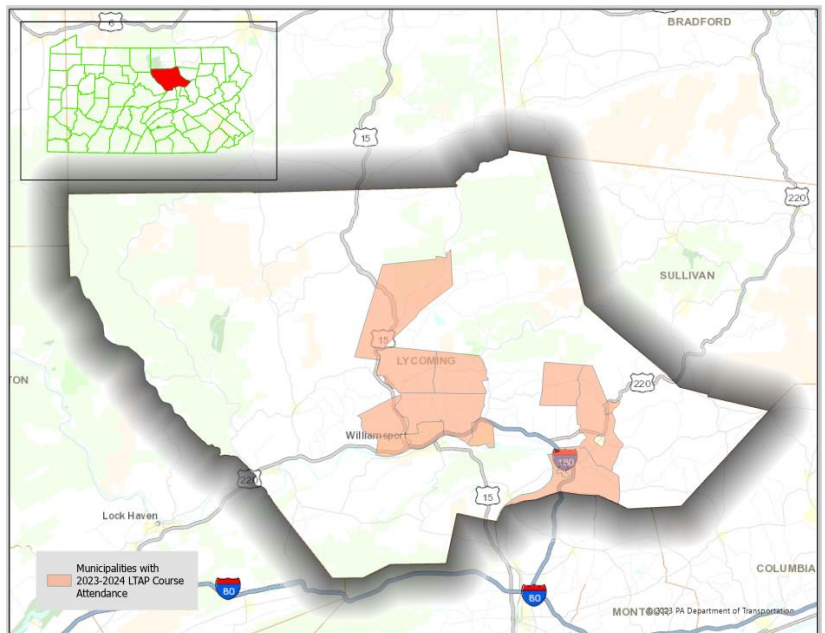 6
BRADFORD
15
220
SULLIVAN
15
LYCOMING
220
Williamsport
180
220
15
Lock Haven
TON
Municipalities with
2023-2024 LTAP Course
Attendance
80
80
COLUMBIA
MONTOUR
©2023 PA Department of Transportation